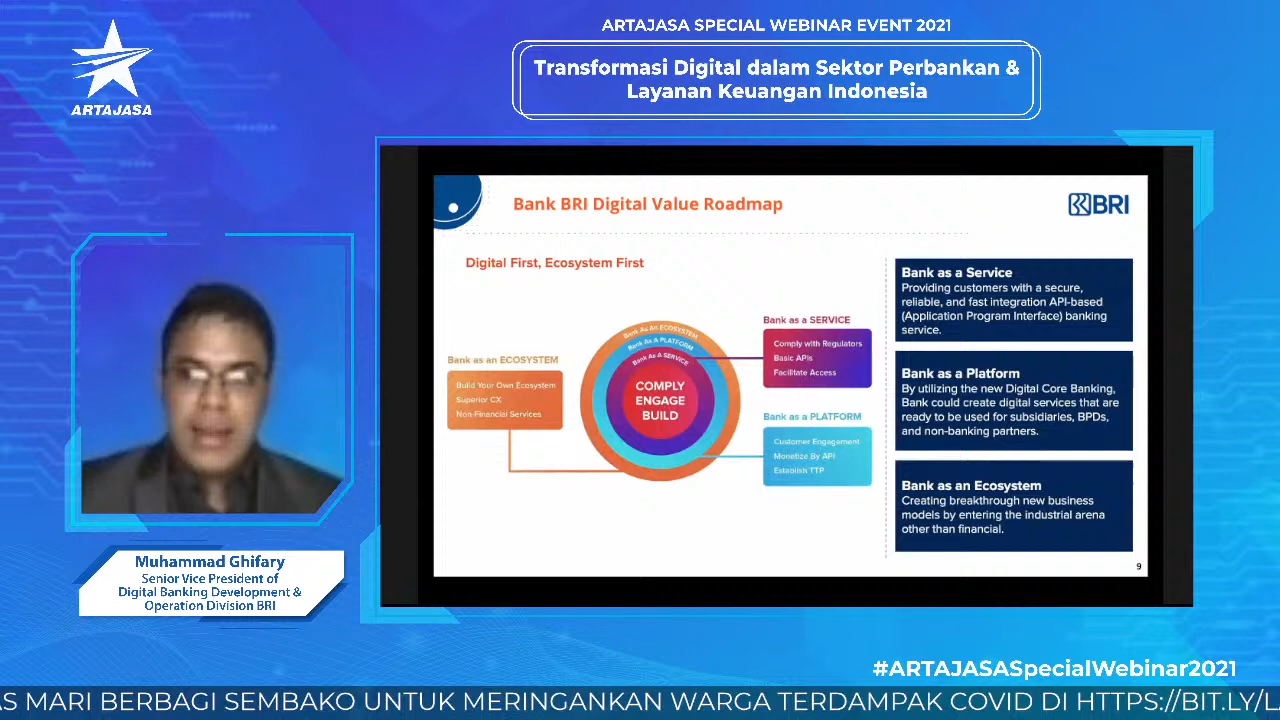 ARTAJASA
ARTAJASA SPECIAL WEBINAR EVENT 2021
Transformasi Digital dalam Sektor Perbankan &
Layanan Keuangan Indonesia
Bank BRI Digital Value Roadmap
BRI
Digital First, Ecosystem First
Bank as an ECOSYSTEM
Build Your Own Ecosystem
Superior CX
Non-Financial Services
Bank As An ECOSYSTEM
Bank As A PLATFORM
Bank As A SERVICE
COMPLY
ENGAGE
BUILD
Bank as a SERVICE
Comply with Regulators
Basic APIs
Facilitate Access
Bank as a PLATFORM
Customer Engagement
Monetize By API
Establish TTP
Bank as a Service
Providing customers with a secure,
reliable, and fast integration API-based
(Application Program Interface) banking
service.
Bank as a Platform
By utilizing the new Digital Core Banking,
Bank could create digital services that are
ready to be used for subsidiaries, BPDs,
and non-banking partners.
Bank as an Ecosystem
Creating breakthrough new business
models by entering the industrial arena
other than financial.
9
Muhammad Ghifary
Senior Vice President of
Digital Banking Development &
Operation Division BRI
#ARTAJASASpecialWebinar2021
AS MARI BERBAGI SEMBAKO UNTUK MERINGANKAN WARGA TERDAMPAK COVID DI HTTPS://BIT.LY/LA